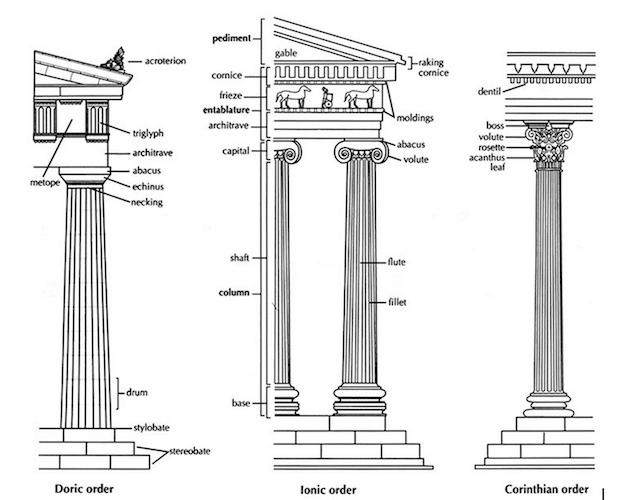 acroterion
triglyph
architrave
metope
abacus
echinus
necking
drum
stylobate
stereobate
Doric order
pediment
gable
raking
cornice
cornice
frieze
entablature
architrave
moldings
capital
abacus
volute
shaft
flute
column
fillet
base
Ionic order
dentil
boss
volute
rosette
acanthus
leaf
Corinthian order